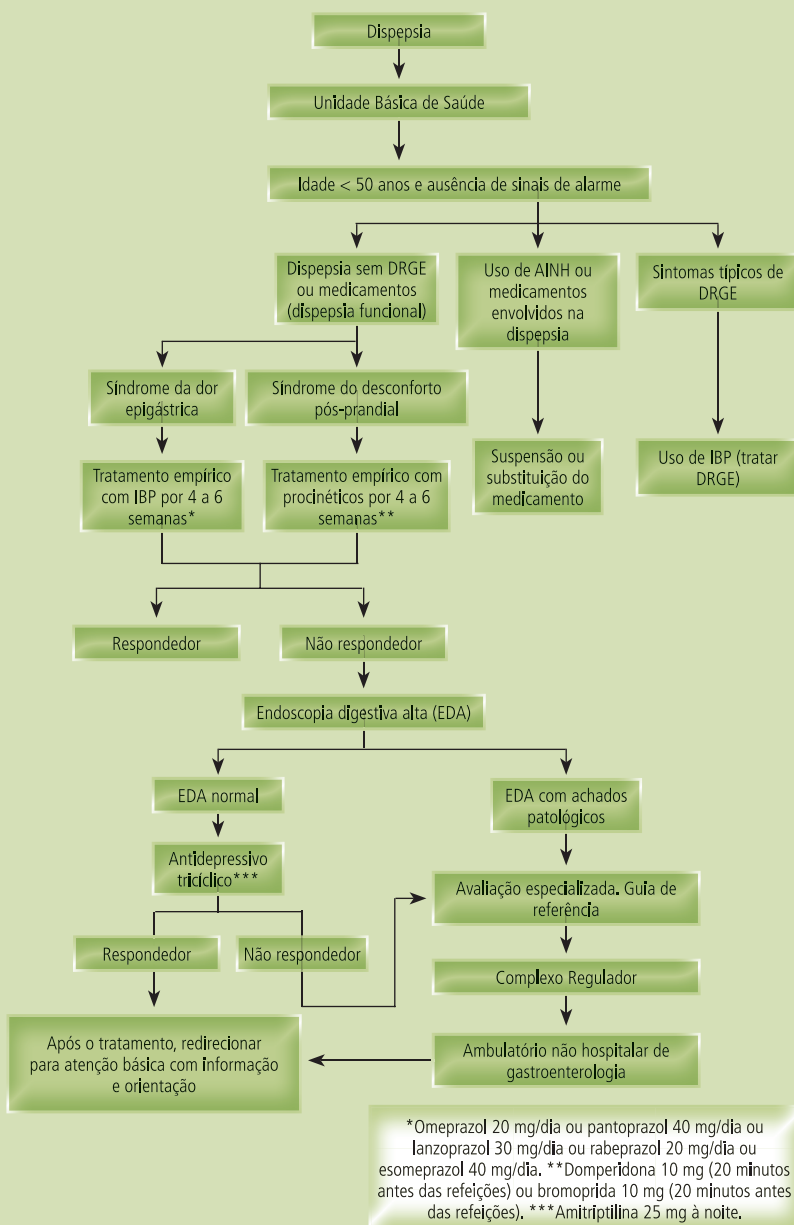 Dispepsia
Unidade Básica de Saúde
Idade < 50 anos e ausência de sinais de alarme
Dispepsia sem DRGE
ou medicamentos
(dispepsia funcional)
Uso de AINH ou
medicamentos
envolvidos na
dispepsia
Sintomas típicos de
DRGE
Síndrome da dor
epigástrica
Síndrome do desconforto
pós-prandial
Tratamento empírico
com IBP por 4 a 6
semanas*
Tratamento empírico com
procinéticos por 4 a 6
semanas**
Suspensão ou
substituição do
medicamento
Uso de IBP (tratar
DRGE)
Respondedor
Não respondedor
Endoscopia digestiva alta (EDA)
EDA normal
EDA com achados
patológicos
Antidepressivo
tricíclico***
Avaliação especializada. Guia de
referência
Respondedor
Não respondedor
Complexo Regulador
Após o tratamento, redirecionar
para atenção básica com informação
e orientação
Ambulatório não hospitalar de
gastroenterologia
*Omeprazol 20 mg/dia ou pantoprazol 40 mg/dia ou
lanzoprazol 30 mg/dia ou rabeprazol 20 mg/dia ou
esomeprazol 40 mg/dia. **Domperidona 10 mg (20 minutos
antes das refeições) ou bromoprida 10 mg (20 minutos antes
das refeições). ***Amitriptilina 25 mg à noite.